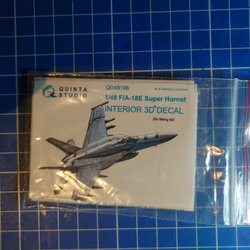 QUINTA
STUDIO
QD48198
1/48 F/A-18E Super Hornet
INTERIOR 3D DECAL
(for Meng kit)